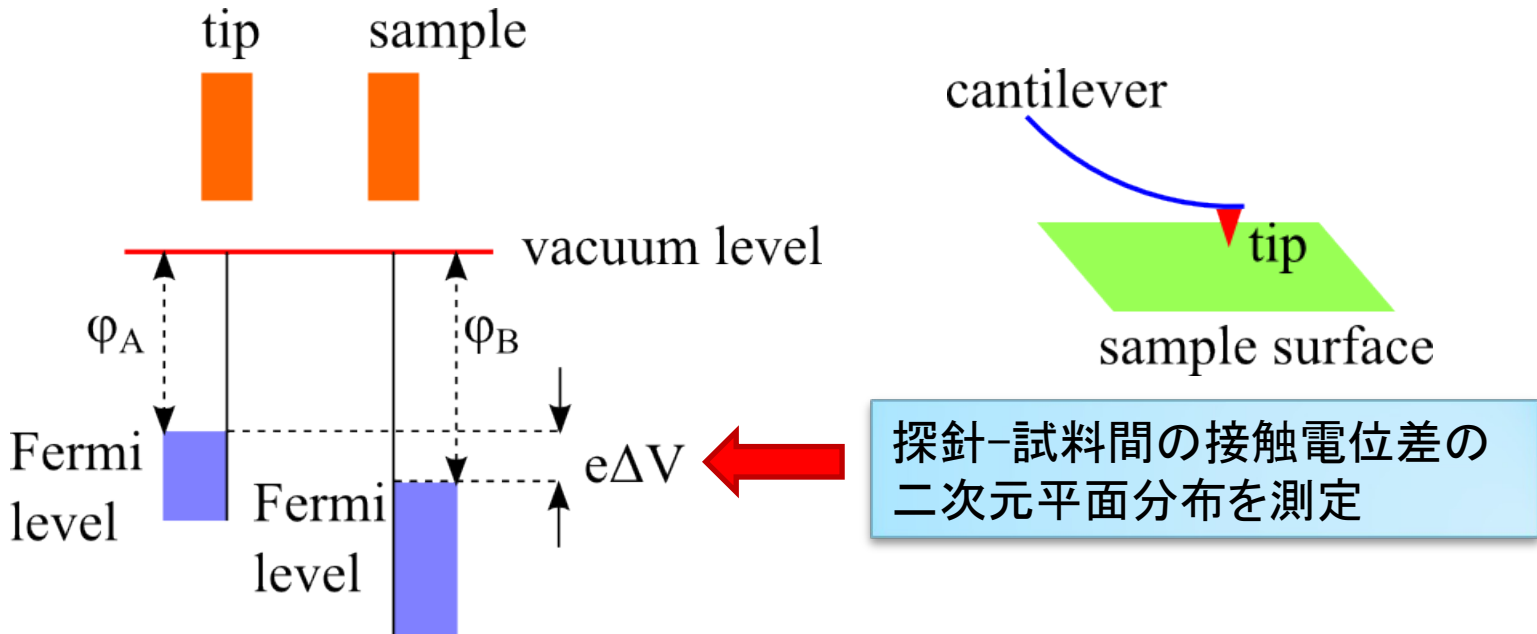 tip
sample
cantilever
vacuum level
tip
φA
φB
sample surface
Fermi
level
Fermi
level
eΔV
探針-試料間の接触電位差の
二次元平面分布を測定